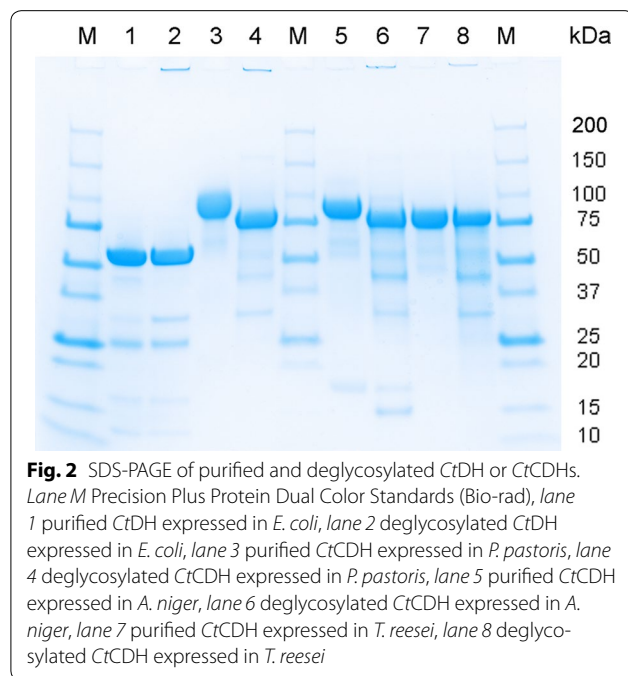 M 1 2 3 4 M 5 6 7 8 M kDa
200
150
100
75
50
37
25
20
15
10
Fig. 2 SDS-PAGE of purified and deglycosylated CtDH or CtCDHs.
Lane M Precision Plus Protein Dual Color Standards (Bio-rad), lane
1 purified CtDH expressed in E. coli, lane 2 deglycosylated CtDH
expressed in E. coli, lane 3 purified CtCDH expressed in P. pastoris, lane
4 deglycosylated CtCDH expressed in P. pastoris, lane 5 purified CtCDH
expressed in A. niger, lane 6 deglycosylated CtCDH expressed in A.
niger, lane 7 purified CtCDH expressed in T. reesei, lane 8 deglyco-
sylated CtCDH expressed in T. reesei